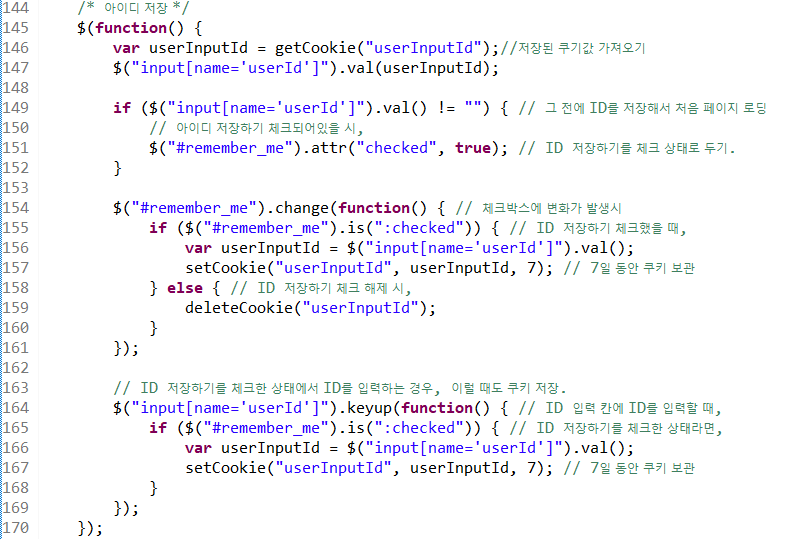 144 /* 아이디 저장 */
145 $(function() {
146 var userInputId = getCookie("userInputId");//저장된 쿠기값 가져오기
147 $("input[name='userId']").val(userInputId);
148
149 if ($("input[name='userId']").val() != "") { // 그 전에 ID를 저장해서 처음 페이지 로딩
150 // 아이디 저장하기 체크되어있을 시,
151 $("#remember_me").attr("checked", true); // ID 저장하기를 체크 상태로 두기.
152 }
153
154 $("#remember_me").change(function() { // 체크박스에 변화가 발생시
155 if ($("#remember_me").is(":checked")) { // ID 저장하기 체크했을 때,
156 var userInputId = $("input[name='userId']").val();
157 setCookie("userInputId", userInputId, 7); // 7일 동안 쿠키 보관
158 } else { // ID 저장하기 체크 해제 시,
159 deleteCookie("userInputId");
160 }
161 });
162
163 // ID 저장하기를 체크한 상태에서 ID를 입력하는 경우, 이럴 때도 쿠키 저장.
164 $("input[name='userId']").keyup(function() { // ID 입력 칸에 ID를 입력할 때,
165 if ($("#remember_me").is(":checked")) { // ID 저장하기를 체크한 상태라면,
166 var userInputId = $("input[name='userId']").val();
167 setCookie("userInputId", userInputId, 7); // 7일 동안 쿠키 보관
168 }
169 });
170 });